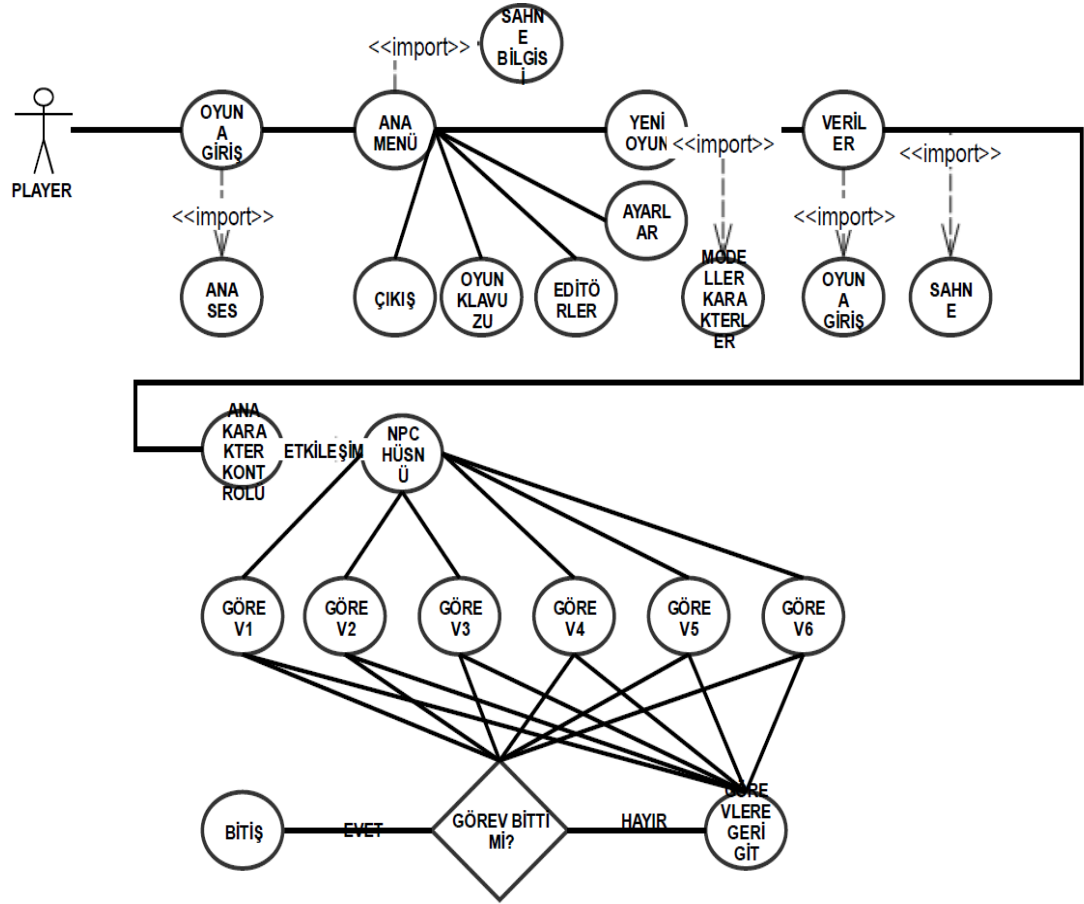 SAHN
E
BİLGİS
İ
<<import>>
PLAYER
OYUN
A
GİRİŞ
ANA
MENÜ
YENİ
OYUN
<<import>>
VERİL
ER
<<import>>
<<import>>
AYARL
AR
<<import>>
ANA
SES
ÇIKIŞ
OYUN
KLAVU
ZU
EDİTÖ
RLER
MODE
LLER
KARA
KTERL
ER
OYUN
A
GİRİŞ
SAHN
E
ANA
KARA
KTER
KONT
ROLÜ
ETKİLEŞİM
NPC
HÜSN
Ü
GÖRE
V1
GÖRE
V2
GÖRE
V3
GÖRE
V4
GÖRE
V5
GÖRE
V6
BİTİŞ
EVET
GÖREV BİTTİ
Mİ?
HAYIR
GÖRE
VLERE
GERİ
GİT